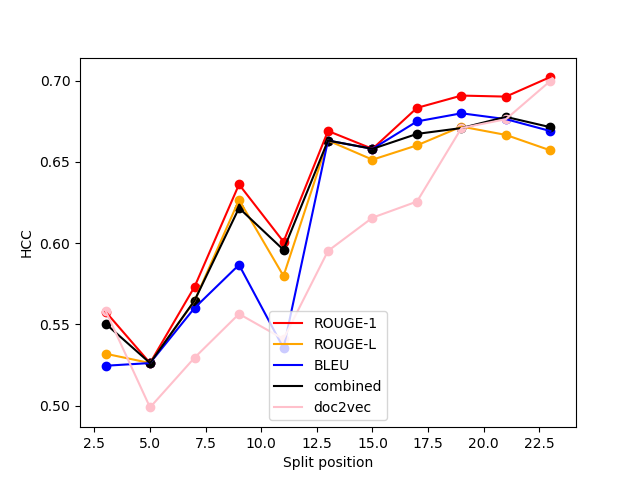 0.70
0.65
0.60
0.55
0.50
HCC
ROUGE-1
ROUGE-L
BLEU
combined
doc2vec
2.5 5.0 7.5 10.0 12.5 15.0 17.5 20.0 22.5
Split position